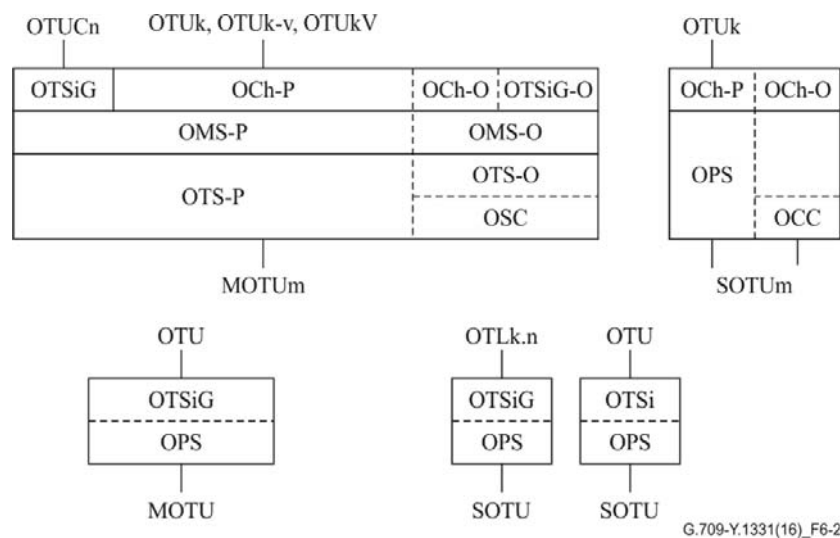 OTUCn OTUk, OTUk-v, OTUkV OTUk
OTSiG OCh-P OCh-O OTSiG-O OCh-P OCh-O
OMS-P OMS-O
OTS-P OTS-O OPS
OSC OCC
MOTUm SOTUm
OTU OTLk.n OTU
OTSiG OTSiG OTSi
OPS OPS OPS
MOTU SOTU SOTU
G.709-Y.1331(16)_F6-2